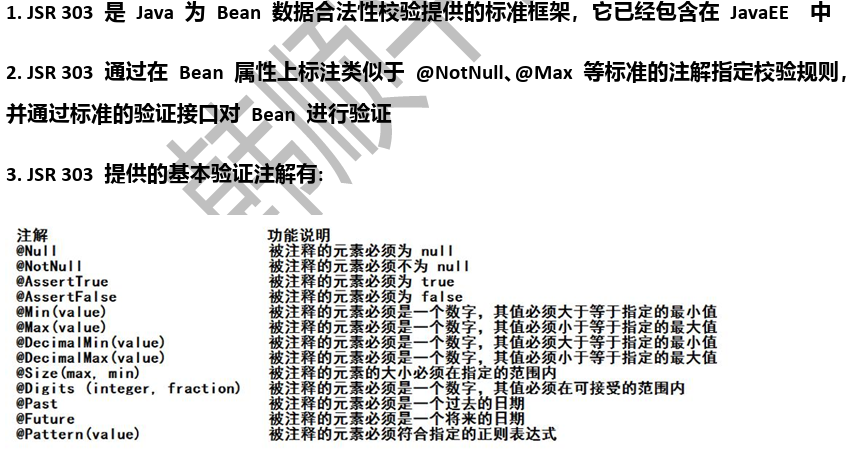 1. JSR 303 是 Java 为 Bean 数据合法性校验提供的标准框架，它已经包含在 JavaEE 中
2. JSR 303 通过在 Bean 属性上标注类似于 @NotNull、@Max 等标准的注解指定校验规则，
并通过标准的验证接口对 Bean 进行验证
3. JSR 303 提供的基本验证注解有:
注解 功能说明
@Null 被注释的元素必须为 null
@NotNull 被注释的元素必须不为 null
@AssertTrue 被注释的元素必须为 true
@AssertFalse 被注释的元素必须为 false
@Min(value) 被注释的元素必须是一个数字，其值必须大于等于指定的最小值
@Max(value) 被注释的元素必须是一个数字，其值必须小于等于指定的最大值
@DecimalMin(value) 被注释的元素必须是一个数字，其值必须大于等于指定的最小值
@DecimalMax(value) 被注释的元素必须是一个数字，其值必须小于等于指定的最大值
@Size(max, min) 被注释的元素的大小必须在指定的范围内
@Digits (integer, fraction) 被注释的元素必须是一个数字，其值必须在可接受的范围内
@Past 被注释的元素必须是一个过去的日期
@Future 被注释的元素必须是一个将来的日期
@Pattern(value) 被注释的元素必须符合指定的正则表达式
韩顺